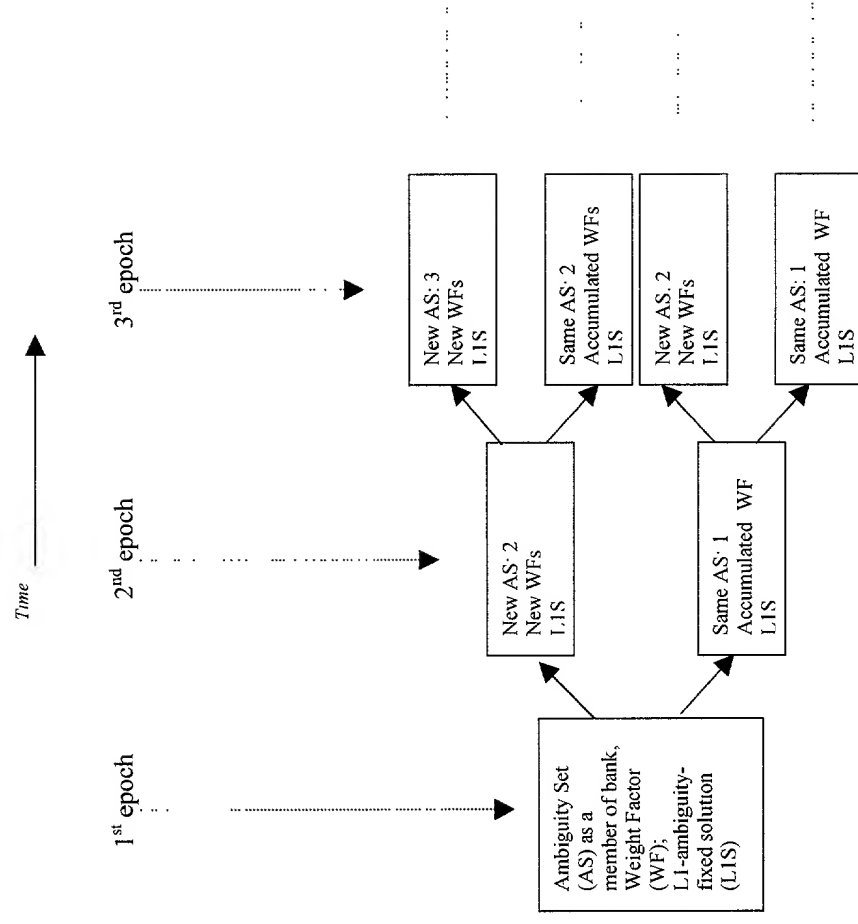 Time
1st epoch
2nd epoch
3rd epoch
Ambiguity Set
(AS) as a
member of bank,
Weight Factor
(WF);
L1-ambiguity-
fixed solution
(L1S)
New AS· 2
New WFs
L1S
Same AS· 1
Accumulated WF
L1S
New AS: 3
New WFs
L1S
Same AS· 2
Accumulated WFs
L1S
New AS. 2
New WFs
L1S
Same AS: 1
Accumulated WF
L1S